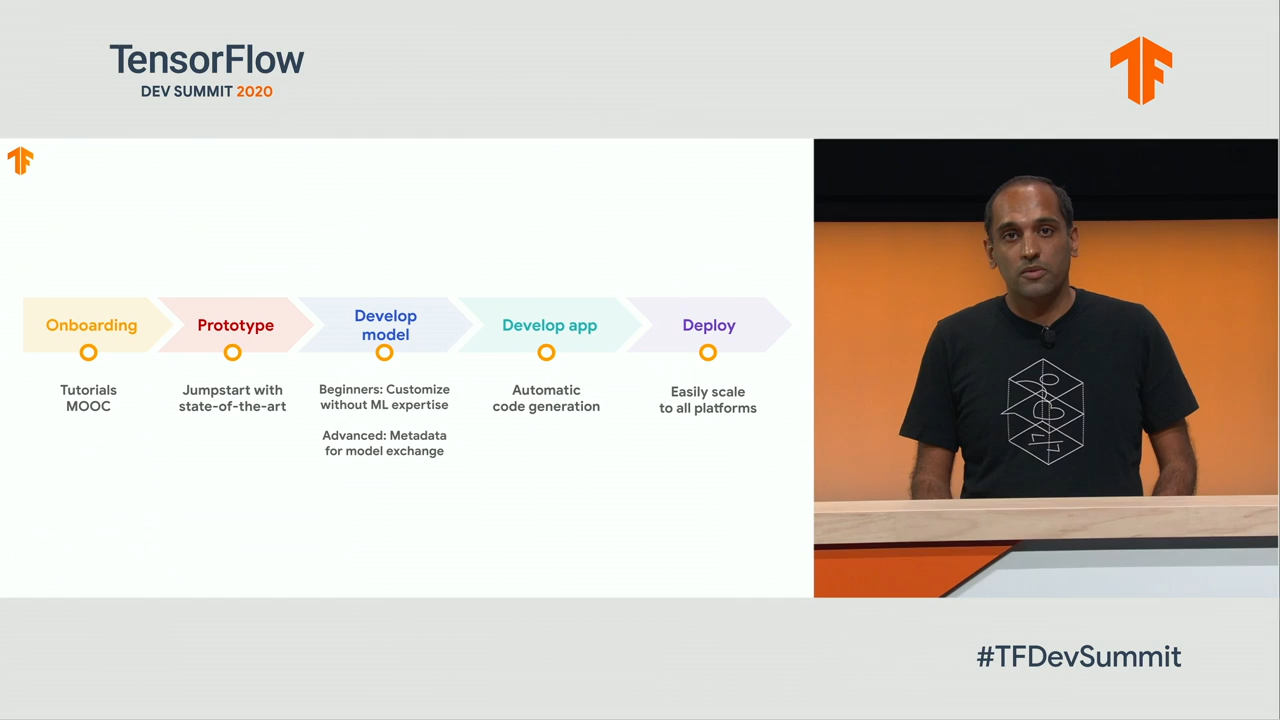 TensorFlow
DEV SUMMIT 2020
Onboarding
Tutorials
MOOC
Prototype
Jumpstart with
state-of-the-art
Develop
model
Beginners: Customize
without ML expertise
Advanced: Metadata
for model exchange
Develop app
Automatic
code generation
Deploy
Easily scale
to all platforms
#TFDevSummit